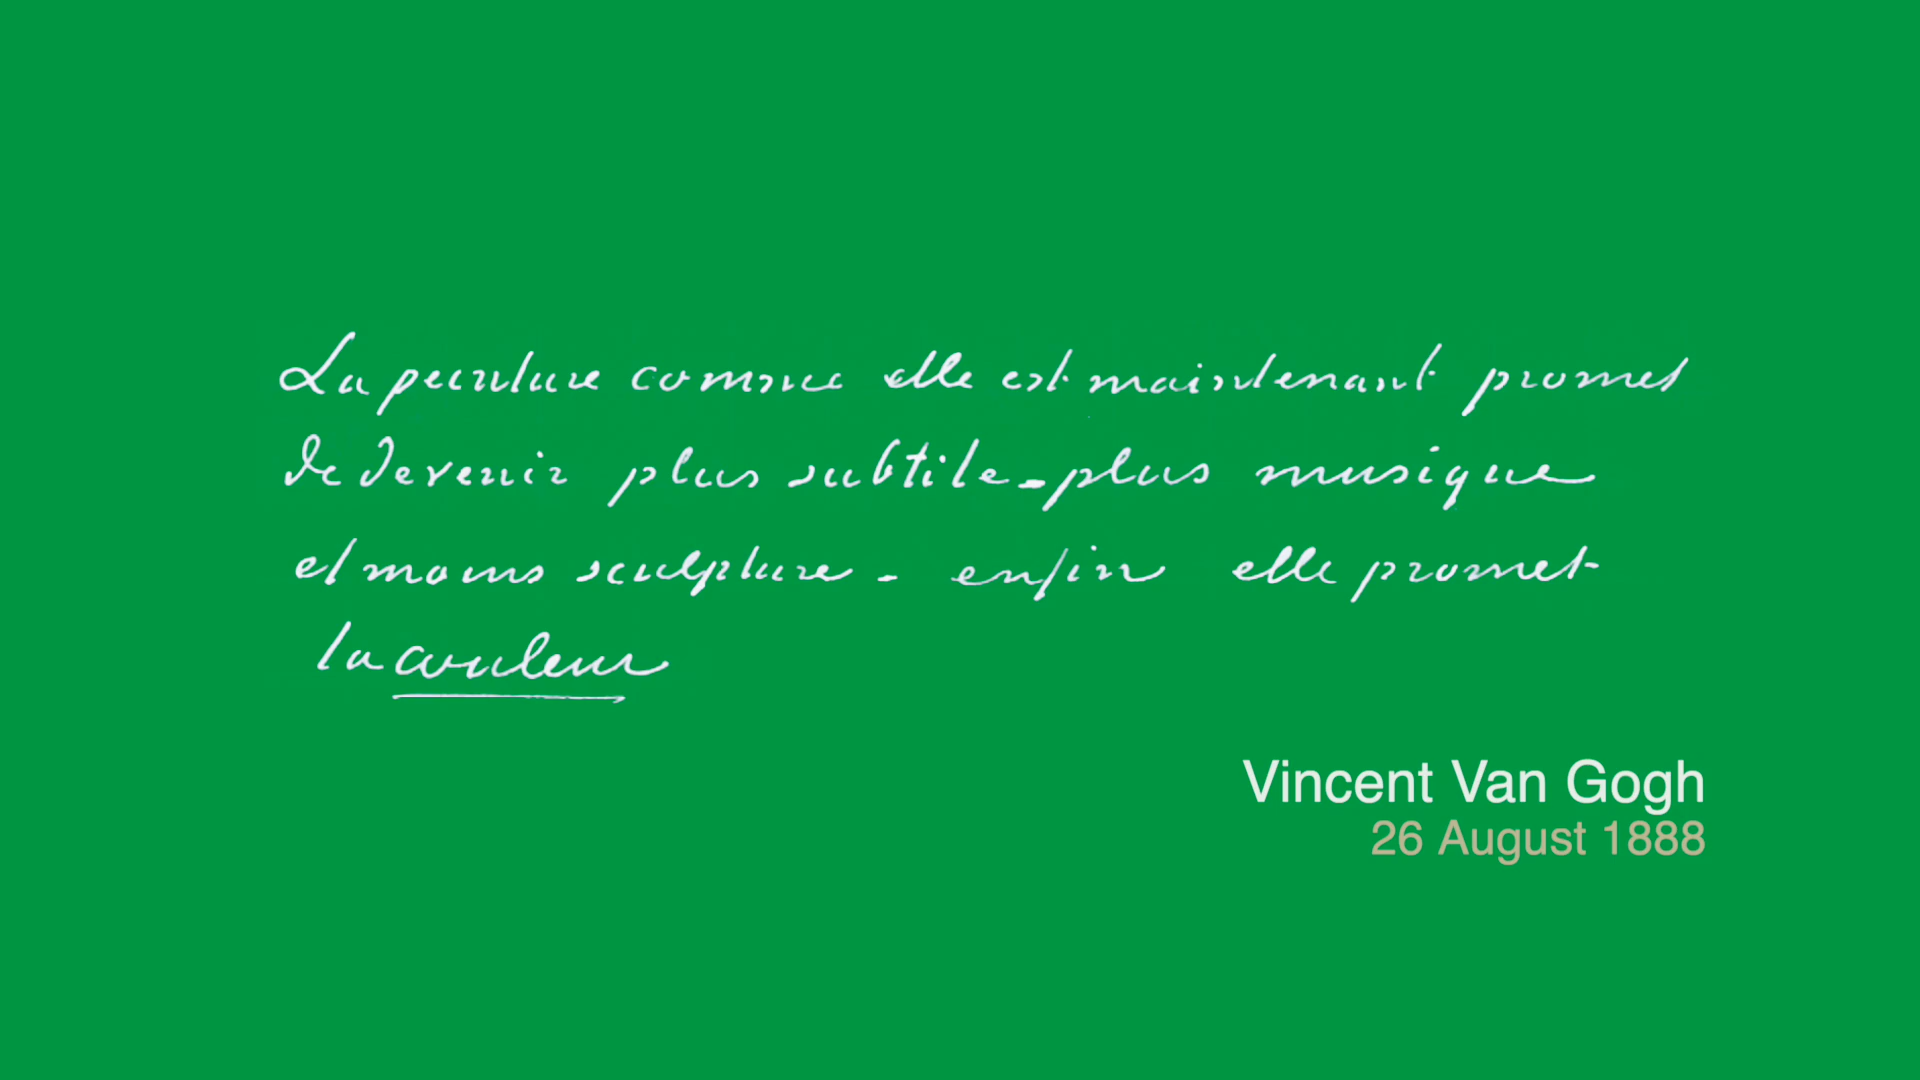 La peinture comme elle est maintenant promet
de devenir plus subtile - plus musique
et moins sculpture - enfin elle promet
la couleur
Vincent Van Gogh
26 August 1888